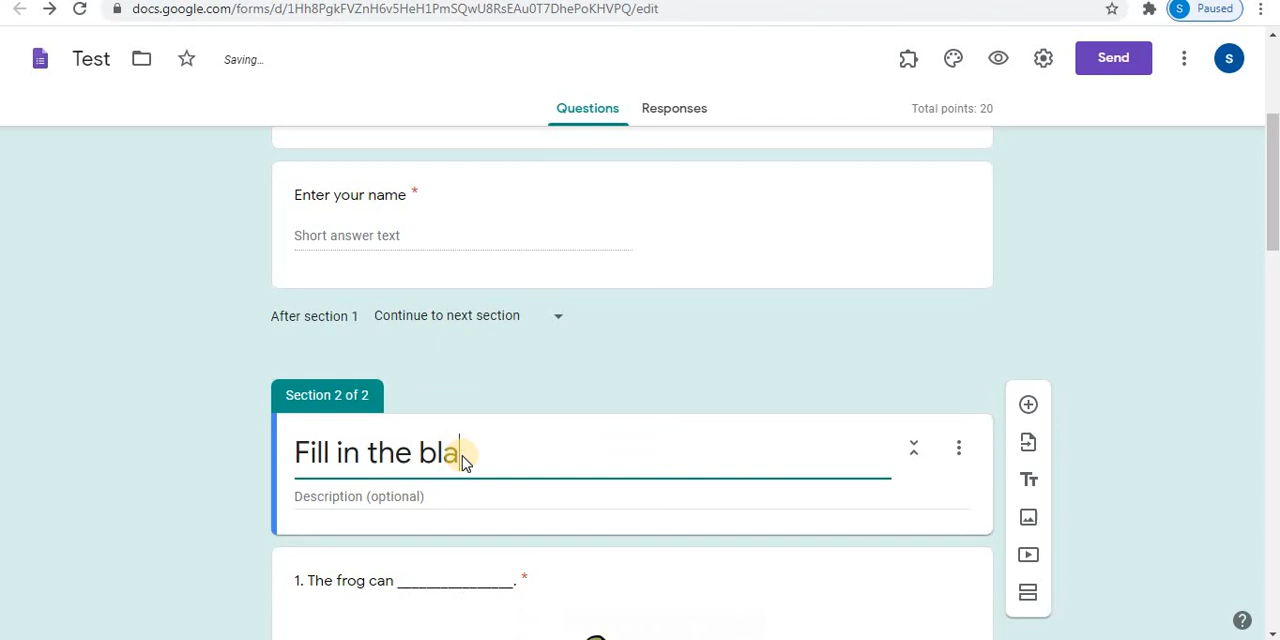 docs.google.com/forms/d/1Hh8PgkFVZnH6v5HeH1PmSQwU8RsEAu0T7DhePoKHVPQ/edit
S Paused
Test Saving... Send S
Questions Responses Total points: 20
Enter your name *
Short answer text
After section 1 Continue to next section
Section 2 of 2
Fill in the bla
Description (optional)
Tт
1. The frog can ________________. *